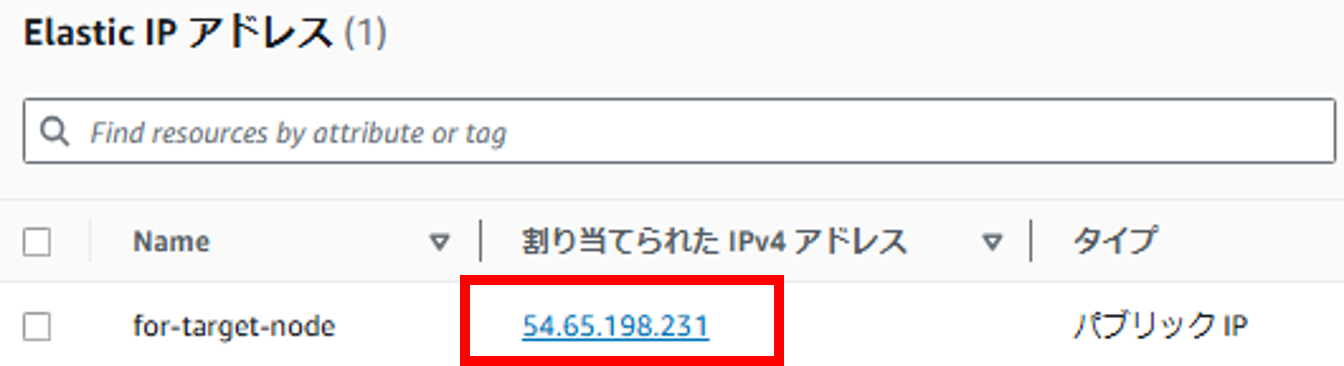 Elastic IP アドレス (1)
Find resources by attribute or tag
Name 割り当てられた IPv4 アドレス タイプ
for-target-node 54.65.198.231 パブリック IP